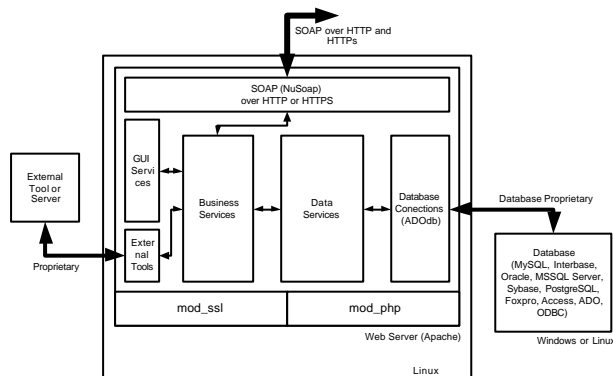 SOAP over HTTP and
HTTPs
SOAP (NuSoap)
over HTTP or HTTPS
GUI
Servi
ces
External
Tool or
Server
Business
Services
Data
Services
Database
Conections
(ADOdb)
Database Proprietary
Exter
nal
Tools
Proprietary
Database
(MySQL, Interbase,
Oracle, MSSQL Server,
Sybase, PostgreSQL,
Foxpro, Access, ADO,
ODBC)
mod_ssl
mod_php
Web Server (Apache)
Windows or Linux
Linux